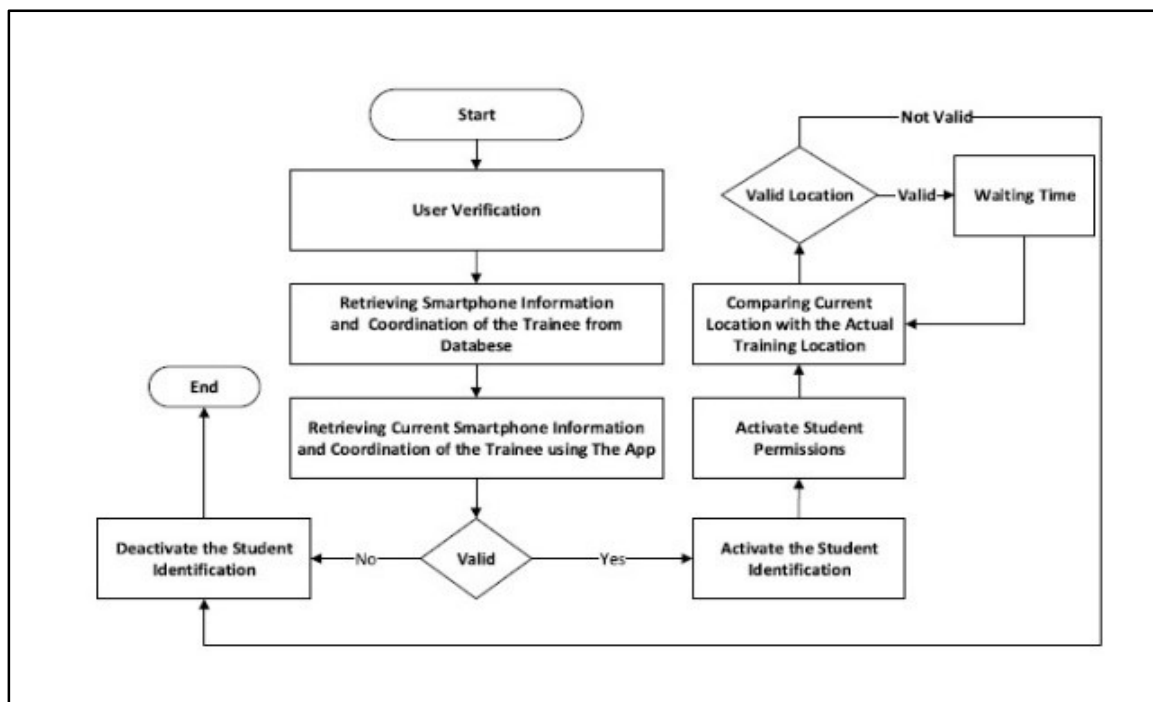 Start
User Verification
Retrieving Smartphone Information
and Coordination of the Trainee from
Databese
Retrieving Current Smartphone Information
and Coordination of the Trainee using The App
Valid
No
Deactivate the Student
Identification
End
Yes
Activate the Student
Identification
Activate Student
Permissions
Comparing Current
Location with the Actual
Training Location
Valid Location
Valid
Waiting Time
Not Valid